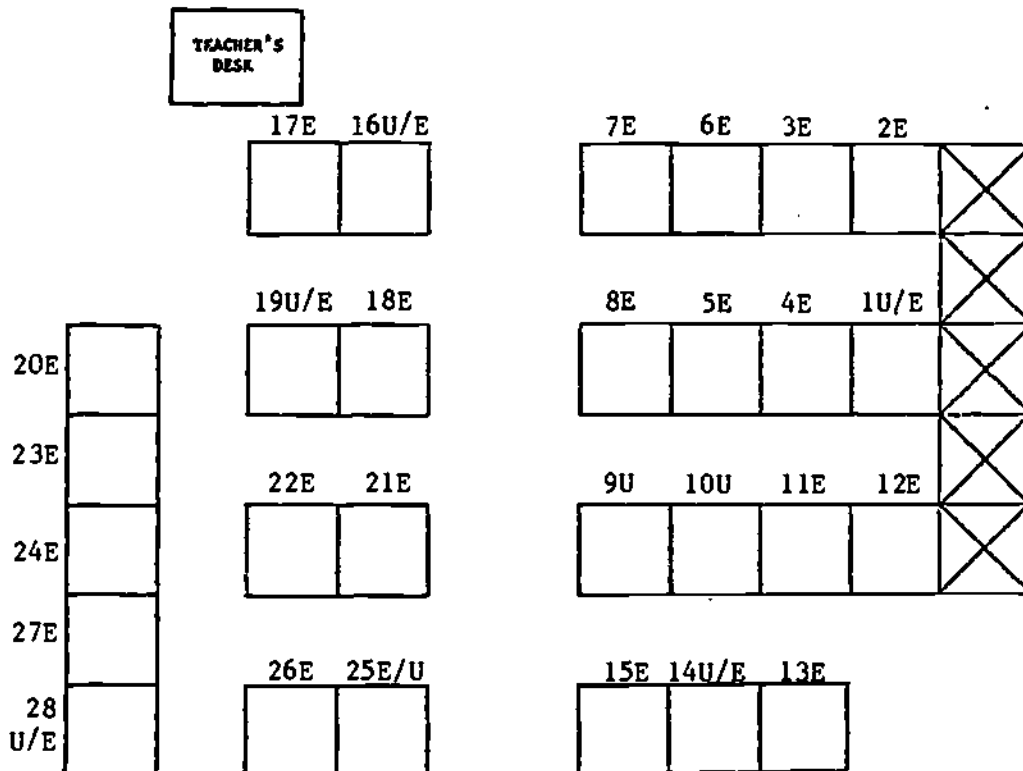 TEACHER'S
DESK
17E 16U/E 7E 6E 3E 2E
19U/E 18E 8E 5E 4E 1U/E
20E
23E
22E 21E 9U 10U 11E 12E
24E
27E
26E 25E/U 15E 14U/E 13E
28
U/E